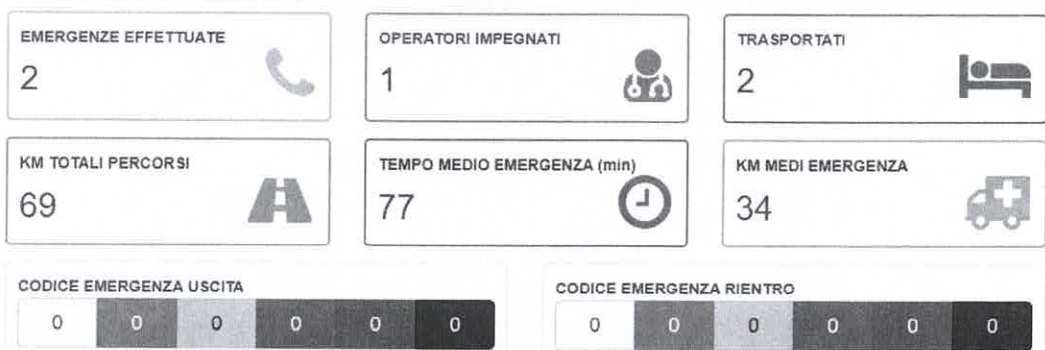 EMERGENZE EFFETTUATE
2
OPERATORI IMPEGNATI
1
TRASPORTATI
2
KM TOTALI PERCORSI
69
TEMPO MEDIO EMERGENZA (min)
77
KM MEDI EMERGENZA
34
CODICE EMERGENZA USCITA
0 0 0 0 0 0
CODICE EMERGENZA RIENTRO
0 0 0 0 0 0